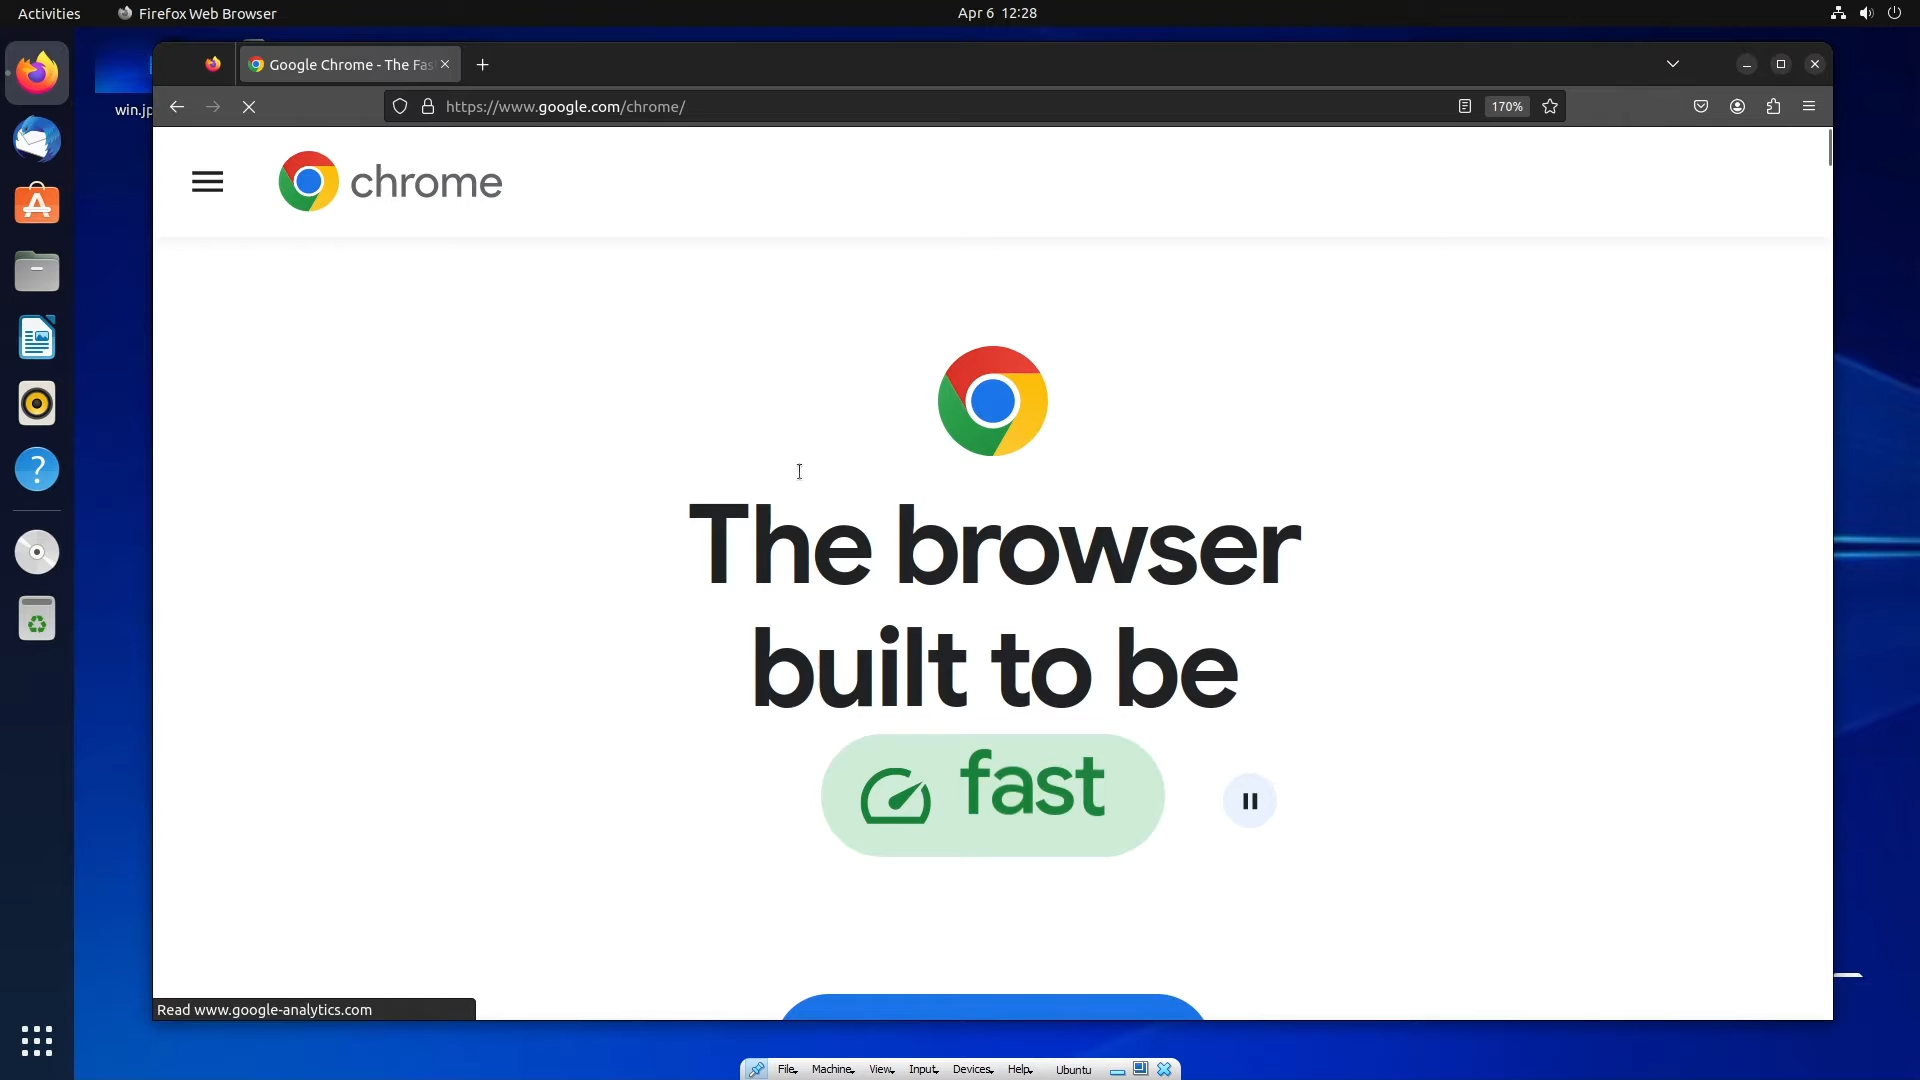 Activities
Firefox Web Browser
Apr 6 12:28
win.jp
Google Chrome - The Fas
https://www.google.com/chrome/
170%
chrome
The browser
built to be
fast
Read www.google-analytics.com
File
Machine
View
Input
Devices
Help
Ubuntu